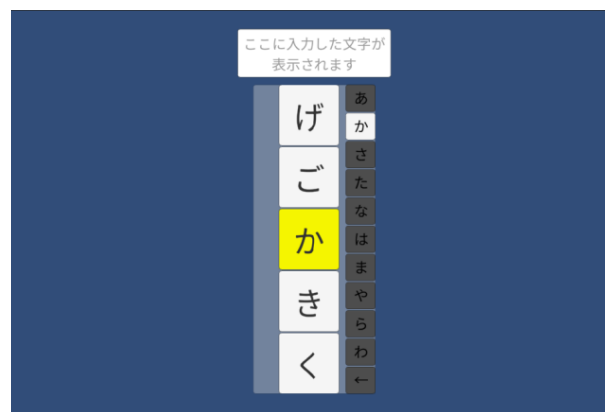 ここに入力した文字が
表示されます
げ
ご
か
き
く
あ
か
さ
た
な
は
ま
や
ら
わ
←